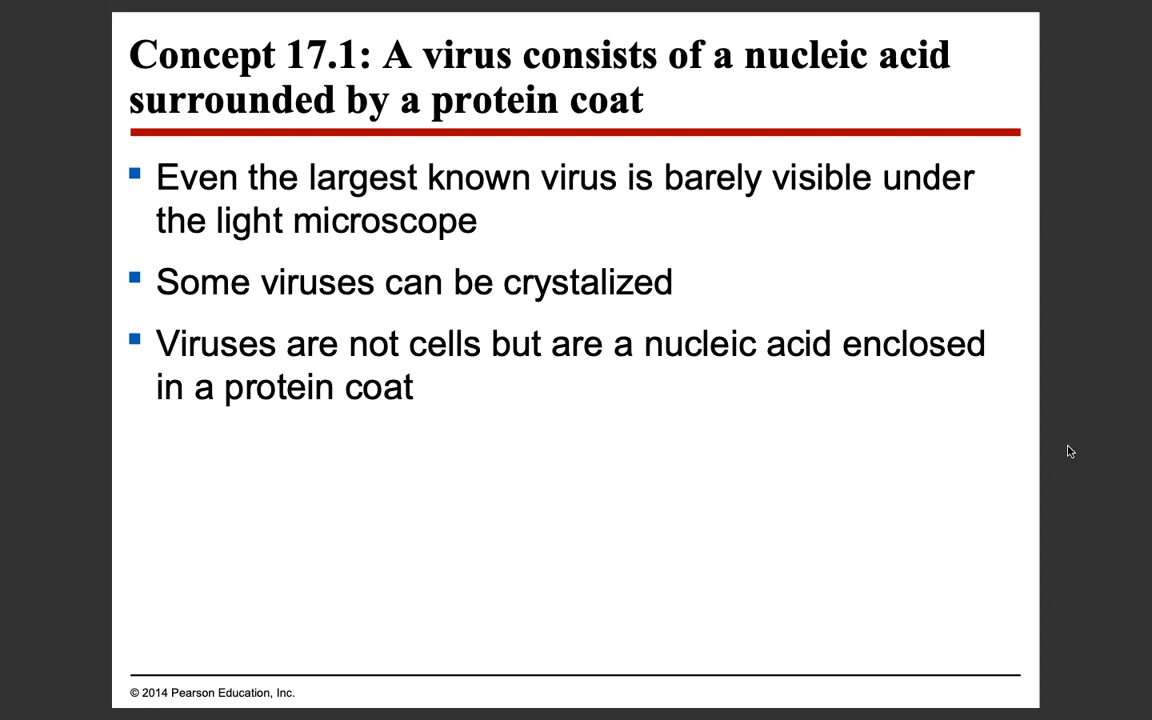 Concept 17.1: A virus consists of a nucleic acid
surrounded by a protein coat
▪ Even the largest known virus is barely visible under
the light microscope
▪ Some viruses can be crystalized
▪ Viruses are not cells but are a nucleic acid enclosed
in a protein coat
© 2014 Pearson Education, Inc.